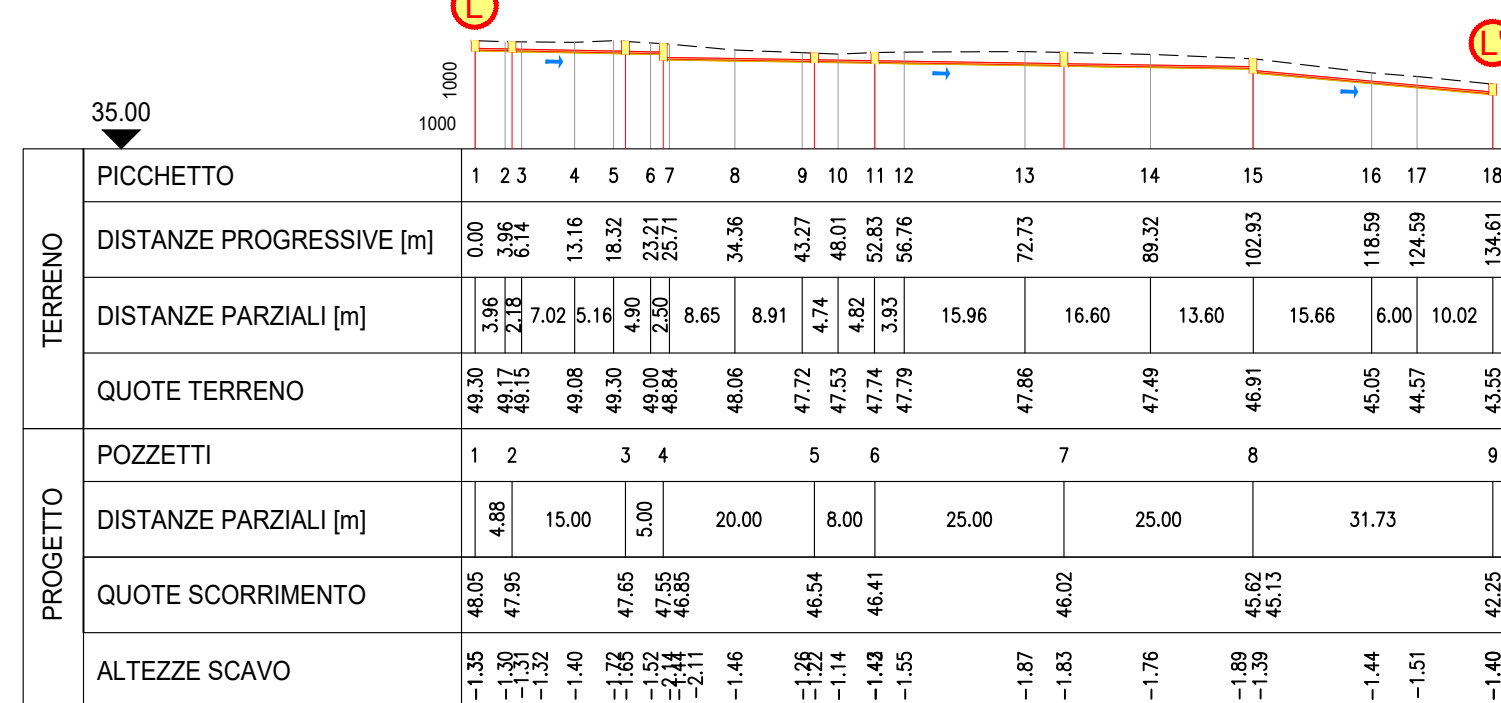 L
L'
1000
35.00
1000
TERRENO
PICCHETTO 1 2 3 4 5 6 7 8 9 10 11 12 13 14 15 16 17 18
DISTANZE PROGRESSIVE [m] 0.00 3.96 6.14 13.16 18.32 23.21 25.71 34.36 43.27 48.01 52.83 56.76 72.73 89.32 102.93 118.59 124.59 134.61
DISTANZE PARZIALI [m] 3.96 2.18 7.02 5.16 4.90 2.50 8.65 8.91 4.74 4.82 3.93 15.96 16.60 13.60 15.66 6.00 10.02
QUOTE TERRENO 49.30 49.17 49.15 49.08 49.30 49.00 48.84 48.06 47.72 47.53 47.74 47.79 47.86 47.49 46.91 45.05 44.57 43.55
PROGETTO
POZZETTI 1 2 3 4 5 6 7 8 9
DISTANZE PARZIALI [m] 4.88 15.00 5.00 20.00 8.00 25.00 25.00 31.73
QUOTE SCORRIMENTO 48.05 47.95 47.65 47.55 46.85 46.54 46.41 46.02 45.62 45.13 42.25
ALTEZZE SCAVO −1.35 −1.30 −1.31 −1.32 −1.40 −1.72 −1.65 −1.52 −2.14 −2.11 −1.46 −1.26 −1.22 −1.14 −1.55 −1.87 −1.83 −1.76 −1.89 −1.39 −1.44 −1.51 −1.40